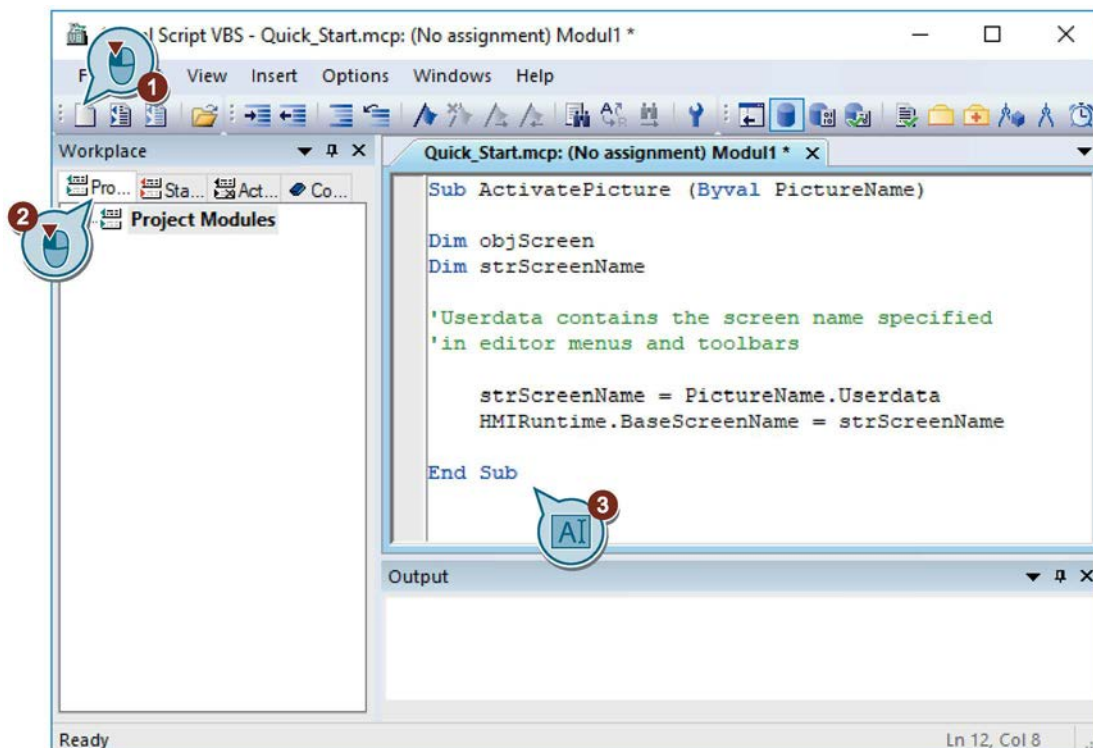 l Script VBS - Quick_Start.mcp: (No assignment) Modul1 *
F View Insert Options Windows Help
1
Workplace
Quick_Start.mcp: (No assignment) Modul1 *
Pro... Sta... Act... Co...
2
Project Modules
Sub ActivatePicture (Byval PictureName)
Dim objScreen
Dim strScreenName
'Userdata contains the screen name specified
'in editor menus and toolbars
strScreenName = PictureName.Userdata
HMIRuntime.BaseScreenName = strScreenName
End Sub
3
AI
Output
Ready
Ln 12, Col 8